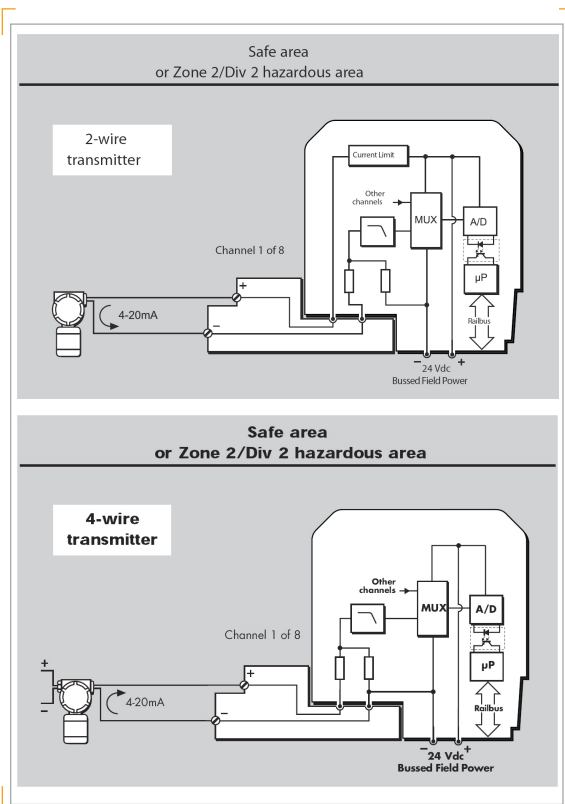 Safe area
or Zone 2/Div 2 hazardous area
2-wire
transmitter
Current Limit
Other
channels
MUX
A/D
µP
Railbus
Channel 1 of 8
+
4-20mA
−
− 24 Vdc +
Bussed Field Power
Safe area
or Zone 2/Div 2 hazardous area
4-wire
transmitter
Other
channels
MUX
A/D
µP
Railbus
Channel 1 of 8
+
+
4-20mA
−
−
− 24 Vdc +
Bussed Field Power